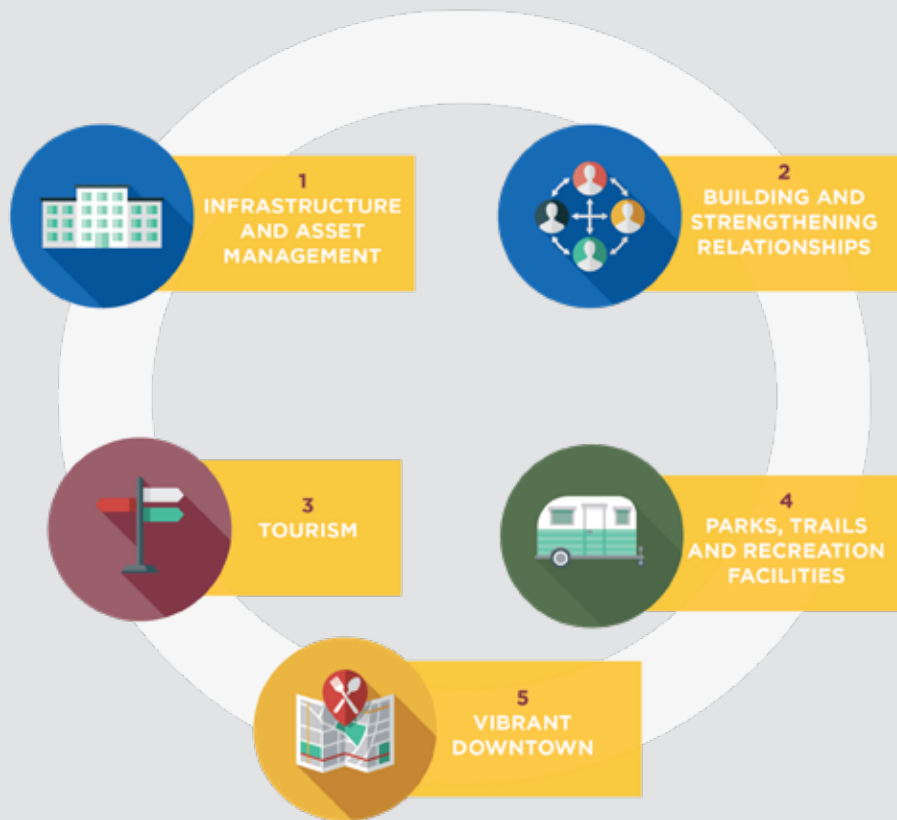 1
INFRASTRUCTURE
AND ASSET
MANAGEMENT
2
BUILDING AND
STRENGTHENING
RELATIONSHIPS
3
TOURISM
4
PARKS, TRAILS
AND RECREATION
FACILITIES
5
VIBRANT
DOWNTOWN